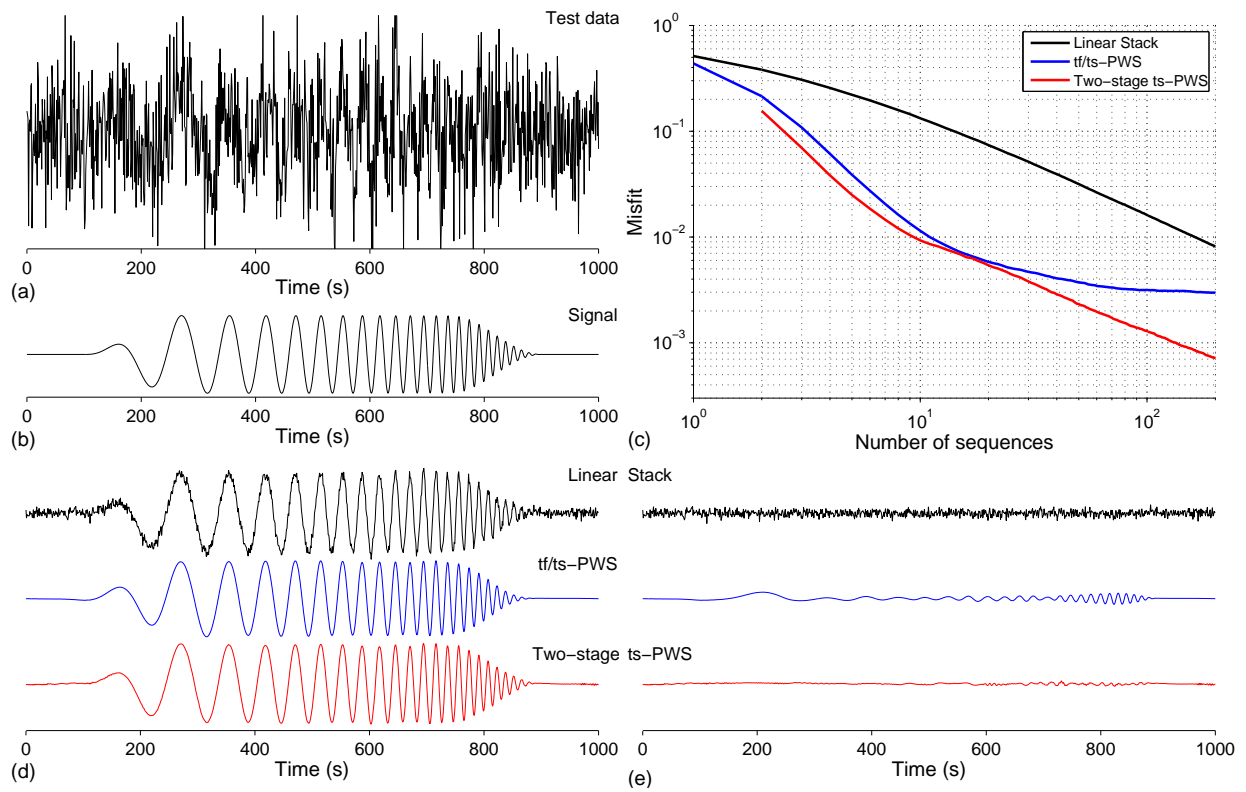 Test data
0 200 400 600 800 1000
Time (s)
(a)
Signal
0 200 400 600 800 1000
Time (s)
(b)
10^0
10^-1
10^-2
10^-3
Misfit
Linear Stack
tf/ts-PWS
Two-stage ts-PWS
10^0 10^1 10^2
Number of sequences
(c)
Linear Stack
tf/ts-PWS
Two-stage ts-PWS
0 200 400 600 800 1000
Time (s)
(d)
0 200 400 600 800 1000
Time (s)
(e)